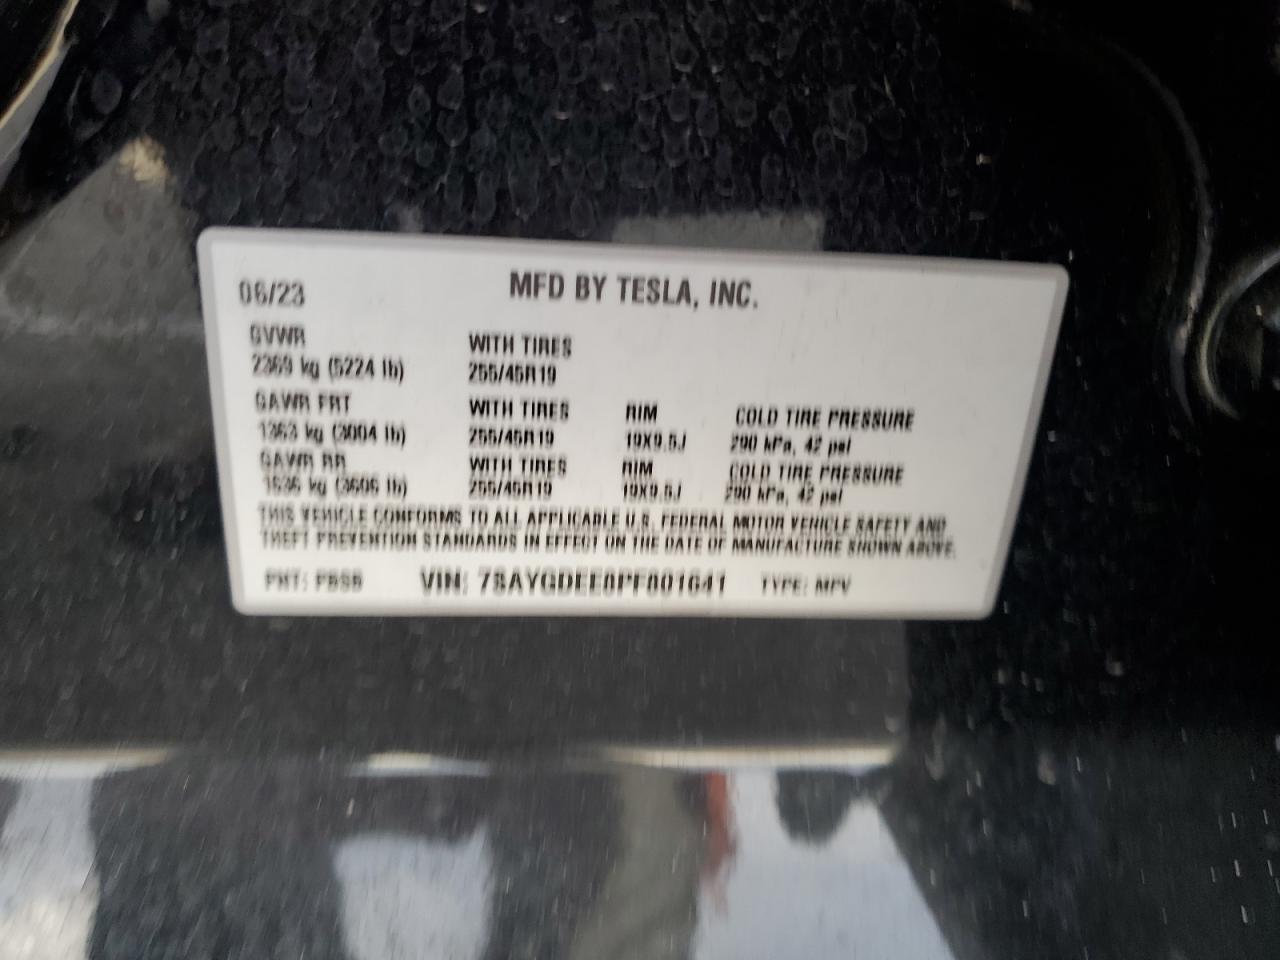 06/23 MFD BY TESLA, INC.
GVWR WITH TIRES
2369 kg (5224 lb) 255/45R19
GAWR FRT WITH TIRES RIM COLD TIRE PRESSURE
1363 kg (3004 lb) 255/45R19 19X9.5J 290 kPa, 42 psi
GAWR RR WITH TIRES RIM COLD TIRE PRESSURE
1636 kg (3606 lb) 255/45R19 19X9.5J 290 kPa, 42 psi
THIS VEHICLE CONFORMS TO ALL APPLICABLE U.S. FEDERAL MOTOR VEHICLE SAFETY AND
THEFT PREVENTION STANDARDS IN EFFECT ON THE DATE OF MANUFACTURE SHOWN ABOVE.
PNT: PBSB VIN: 7SAYGDEE0PF801641 TYPE: MPV